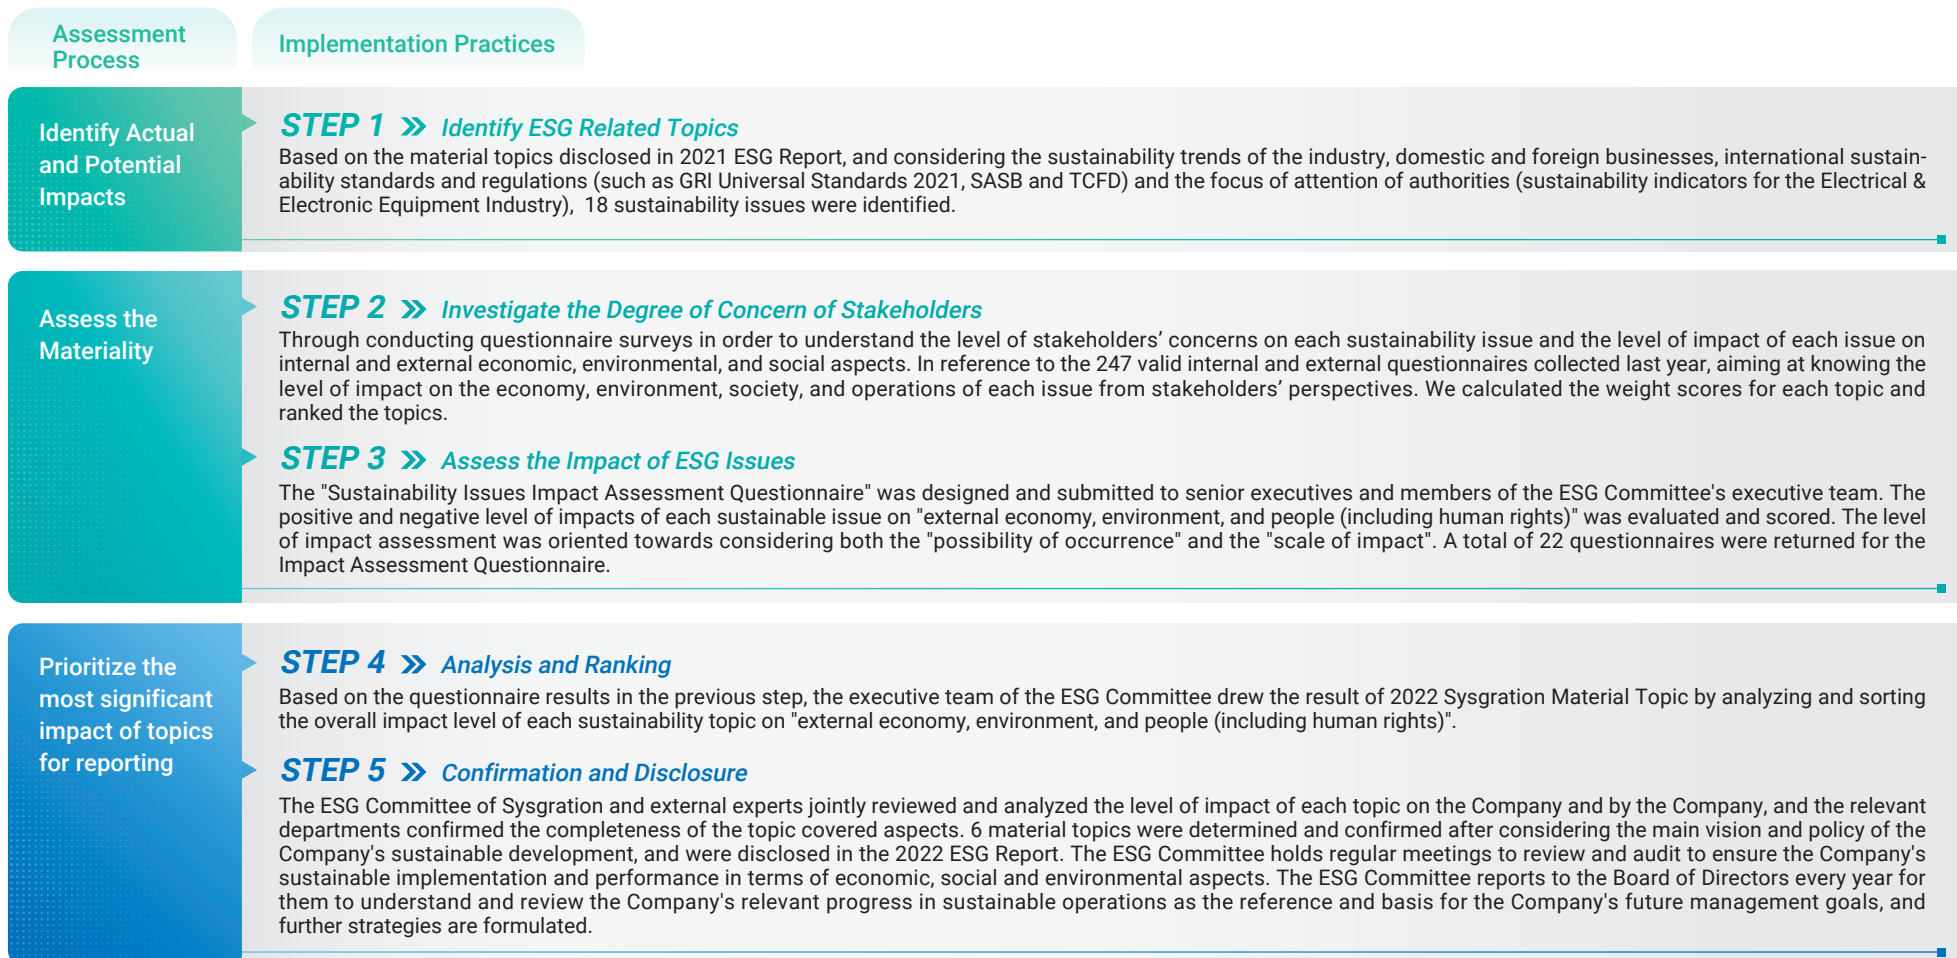 Assessment
Process
Implementation Practices
Identify Actual
and Potential
Impacts
STEP 1 » Identify ESG Related Topics
Based on the material topics disclosed in 2021 ESG Report, and considering the sustainability trends of the industry, domestic and foreign businesses, international sustain-
ability standards and regulations (such as GRI Universal Standards 2021, SASB and TCFD) and the focus of attention of authorities (sustainability indicators for the Electrical &
Electronic Equipment Industry), 18 sustainability issues were identified.
Assess the
Materiality
STEP 2 » Investigate the Degree of Concern of Stakeholders
Through conducting questionnaire surveys in order to understand the level of stakeholders’ concerns on each sustainability issue and the level of impact of each issue on
internal and external economic, environmental, and social aspects. In reference to the 247 valid internal and external questionnaires collected last year, aiming at knowing the
level of impact on the economy, environment, society, and operations of each issue from stakeholders’ perspectives. We calculated the weight scores for each topic and
ranked the topics.
STEP 3 » Assess the Impact of ESG Issues
The "Sustainability Issues Impact Assessment Questionnaire" was designed and submitted to senior executives and members of the ESG Committee's executive team. The
positive and negative level of impacts of each sustainable issue on "external economy, environment, and people (including human rights)" was evaluated and scored. The level
of impact assessment was oriented towards considering both the "possibility of occurrence" and the "scale of impact". A total of 22 questionnaires were returned for the
Impact Assessment Questionnaire.
Prioritize the
most significant
impact of topics
for reporting
STEP 4 » Analysis and Ranking
Based on the questionnaire results in the previous step, the executive team of the ESG Committee drew the result of 2022 Sysgration Material Topic by analyzing and sorting
the overall impact level of each sustainability topic on "external economy, environment, and people (including human rights)".
STEP 5 » Confirmation and Disclosure
The ESG Committee of Sysgration and external experts jointly reviewed and analyzed the level of impact of each topic on the Company and by the Company, and the relevant
departments confirmed the completeness of the topic covered aspects. 6 material topics were determined and confirmed after considering the main vision and policy of the
Company's sustainable development, and were disclosed in the 2022 ESG Report. The ESG Committee holds regular meetings to review and audit to ensure the Company's
sustainable implementation and performance in terms of economic, social and environmental aspects. The ESG Committee reports to the Board of Directors every year for
them to understand and review the Company's relevant progress in sustainable operations as the reference and basis for the Company's future management goals, and
further strategies are formulated.